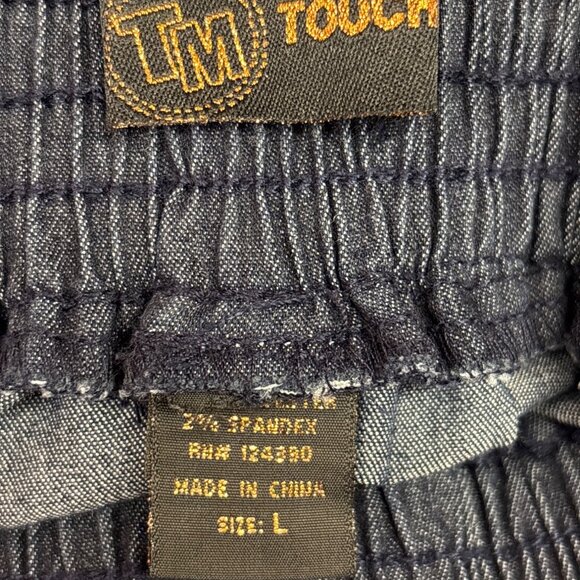 TM TOUCH
2% SPANDEX
RN# 124390
MADE IN CHINA
SIZE: L